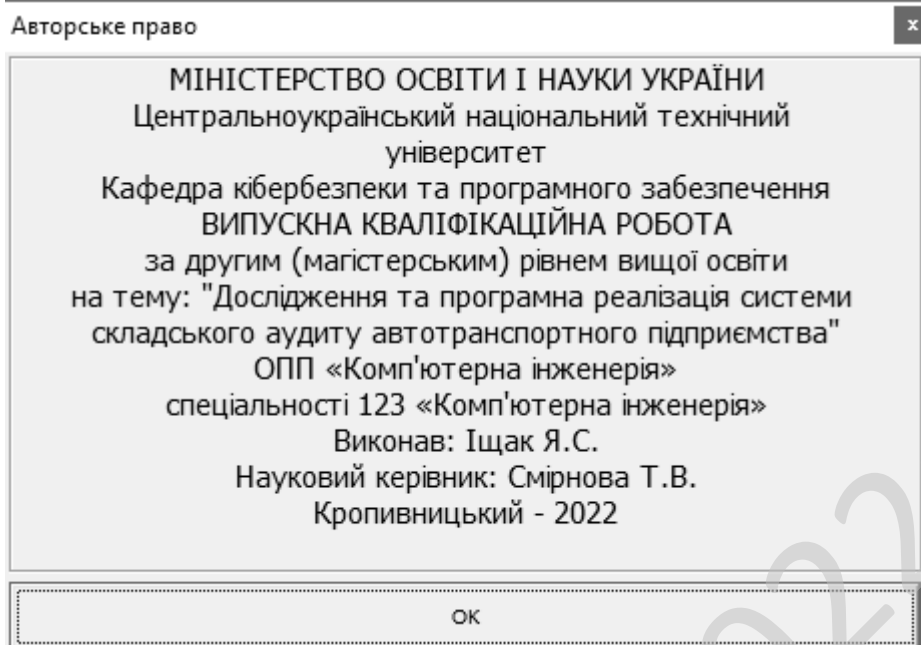 Авторське право
x
МІНІСТЕРСТВО ОСВІТИ І НАУКИ УКРАЇНИ
Центральноукраїнський національний технічний
університет
Кафедра кібербезпеки та програмного забезпечення
ВИПУСКНА КВАЛІФІКАЦІЙНА РОБОТА
за другим (магістерським) рівнем вищої освіти
на тему: "Дослідження та програмна реалізація системи
складського аудиту автотранспортного підприємства"
ОПП «Комп'ютерна інженерія»
спеціальності 123 «Комп'ютерна інженерія»
Виконав: Іщак Я.С.
Науковий керівник: Смірнова Т.В.
Кропивницький - 2022
ОК